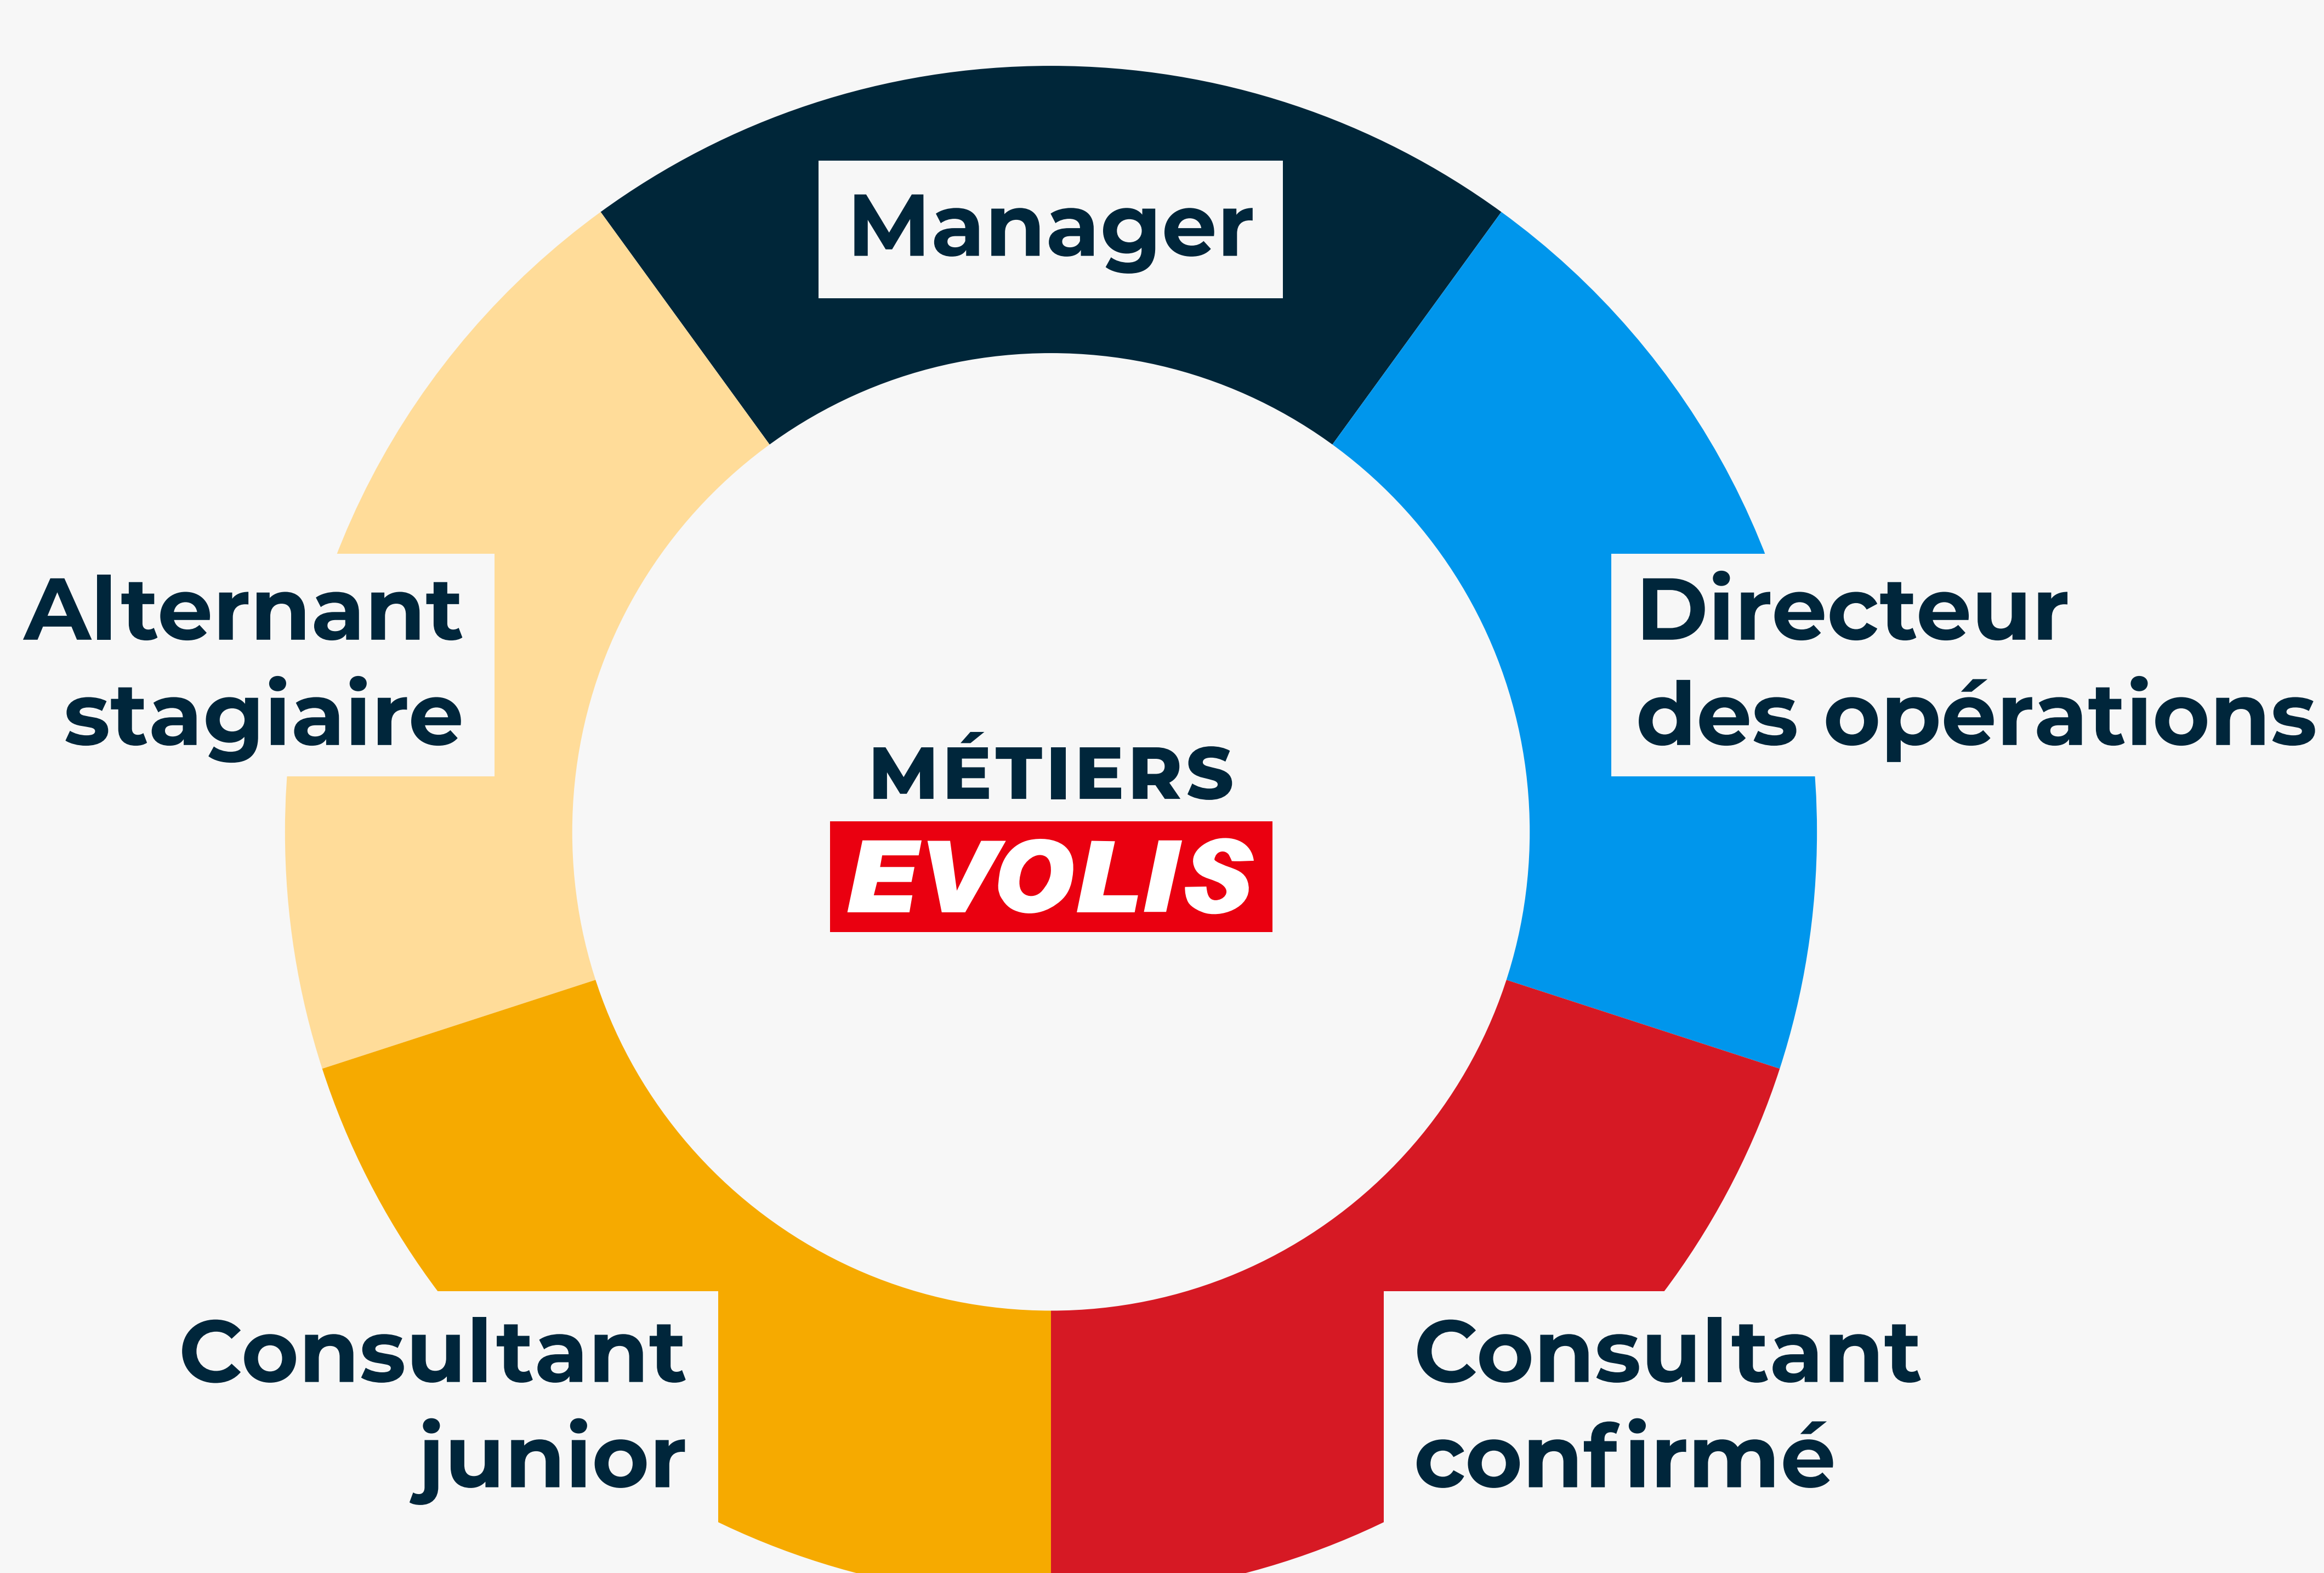 Manager
Alternant
stagiaire
Directeur
des opérations
MÉTIERS
EVOLIS
Consultant
junior
Consultant
confirmé